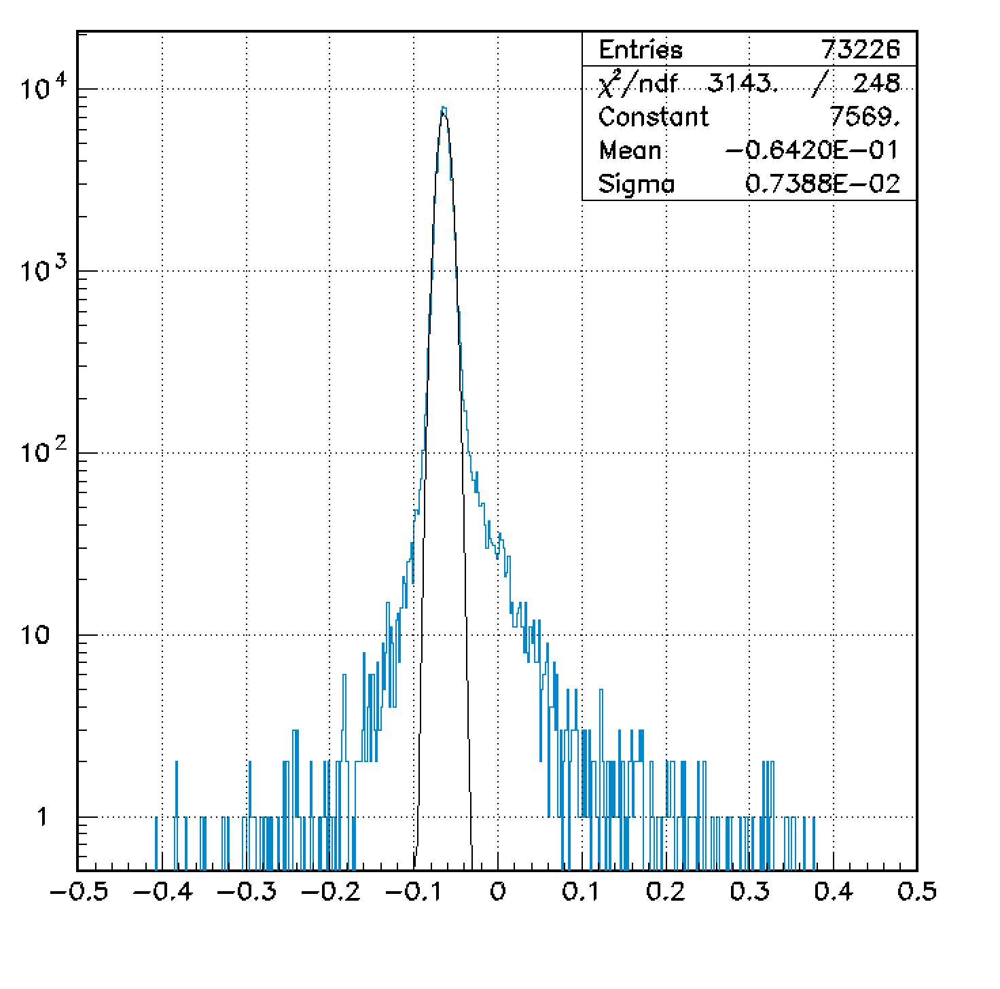 Entries 73226
χ²/ndf 3143. / 248
Constant 7569.
Mean −0.6420E−01
Sigma 0.7388E−02
10⁴
10³
10²
10
1
−0.5 −0.4 −0.3 −0.2 −0.1 0 0.1 0.2 0.3 0.4 0.5